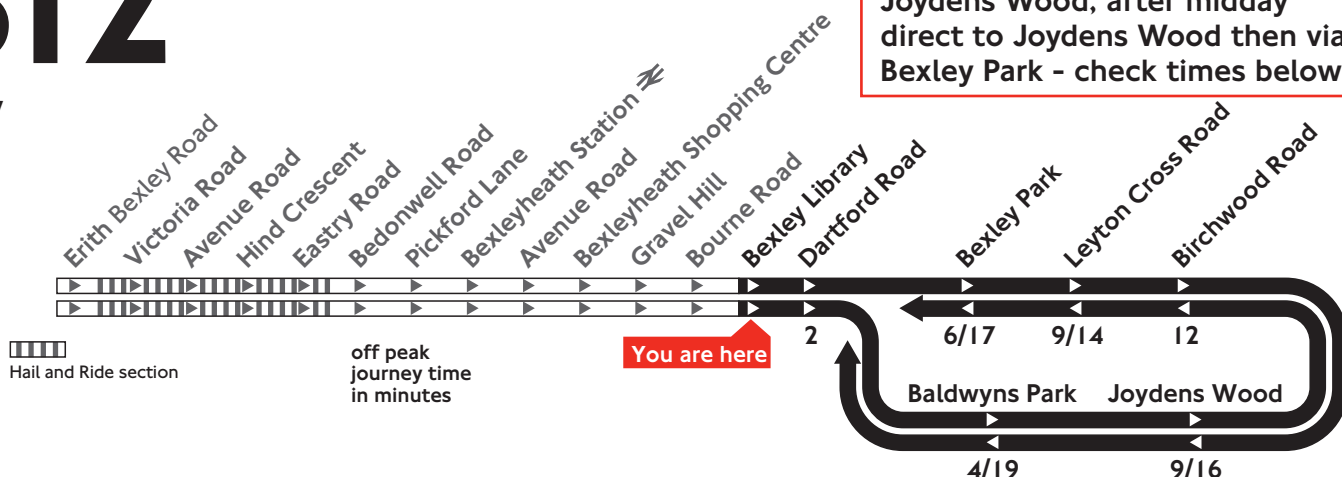 Joydens Wood, after midday
direct to Joydens Wood then via
Bexley Park - check times below
Erith Bexley Road
Victoria Road
Avenue Road
Hind Crescent
Eastry Road
Bedonwell Road
Pickford Lane
Bexleyheath Station
Avenue Road
Bexleyheath Shopping Centre
Gravel Hill
Bourne Road
Bexley Library
Dartford Road
Bexley Park
Leyton Cross Road
Birchwood Road
2
6/17
9/14
12
Hail and Ride section
off peak
journey time
in minutes
You are here
Baldwyns Park
Joydens Wood
4/19
9/16